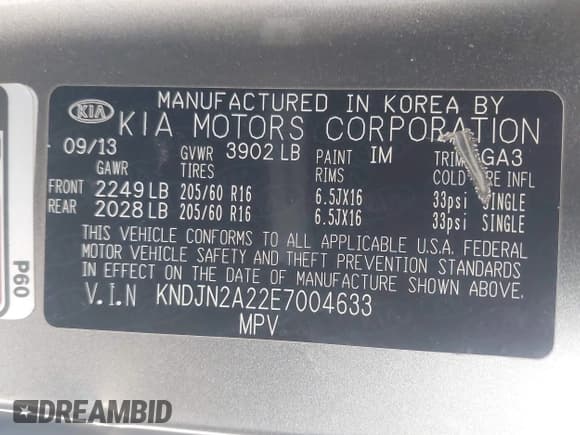 KIA
MANUFACTURED IN KOREA BY
KIA MOTORS CORPORATION
09/13 GVWR 3902 LB PAINT IM TRIM GA3
GAWR TIRES RIMS COLD INFL
FRONT 2249 LB 205/60 R16 6.5JX16 33psi SINGLE
REAR 2028 LB 205/60 R16 6.5JX16 33psi SINGLE
THIS VEHICLE CONFORMS TO ALL APPLICABLE U.S.A. FEDERAL
MOTOR VEHICLE SAFETY AND THEFT PREVENTION STANDARDS
IN EFFECT ON THE DATE OF MANUFACTURE SHOWN ABOVE.
V.I.N KNDJN2A22E7004633
MPV
P60
DREAMBID